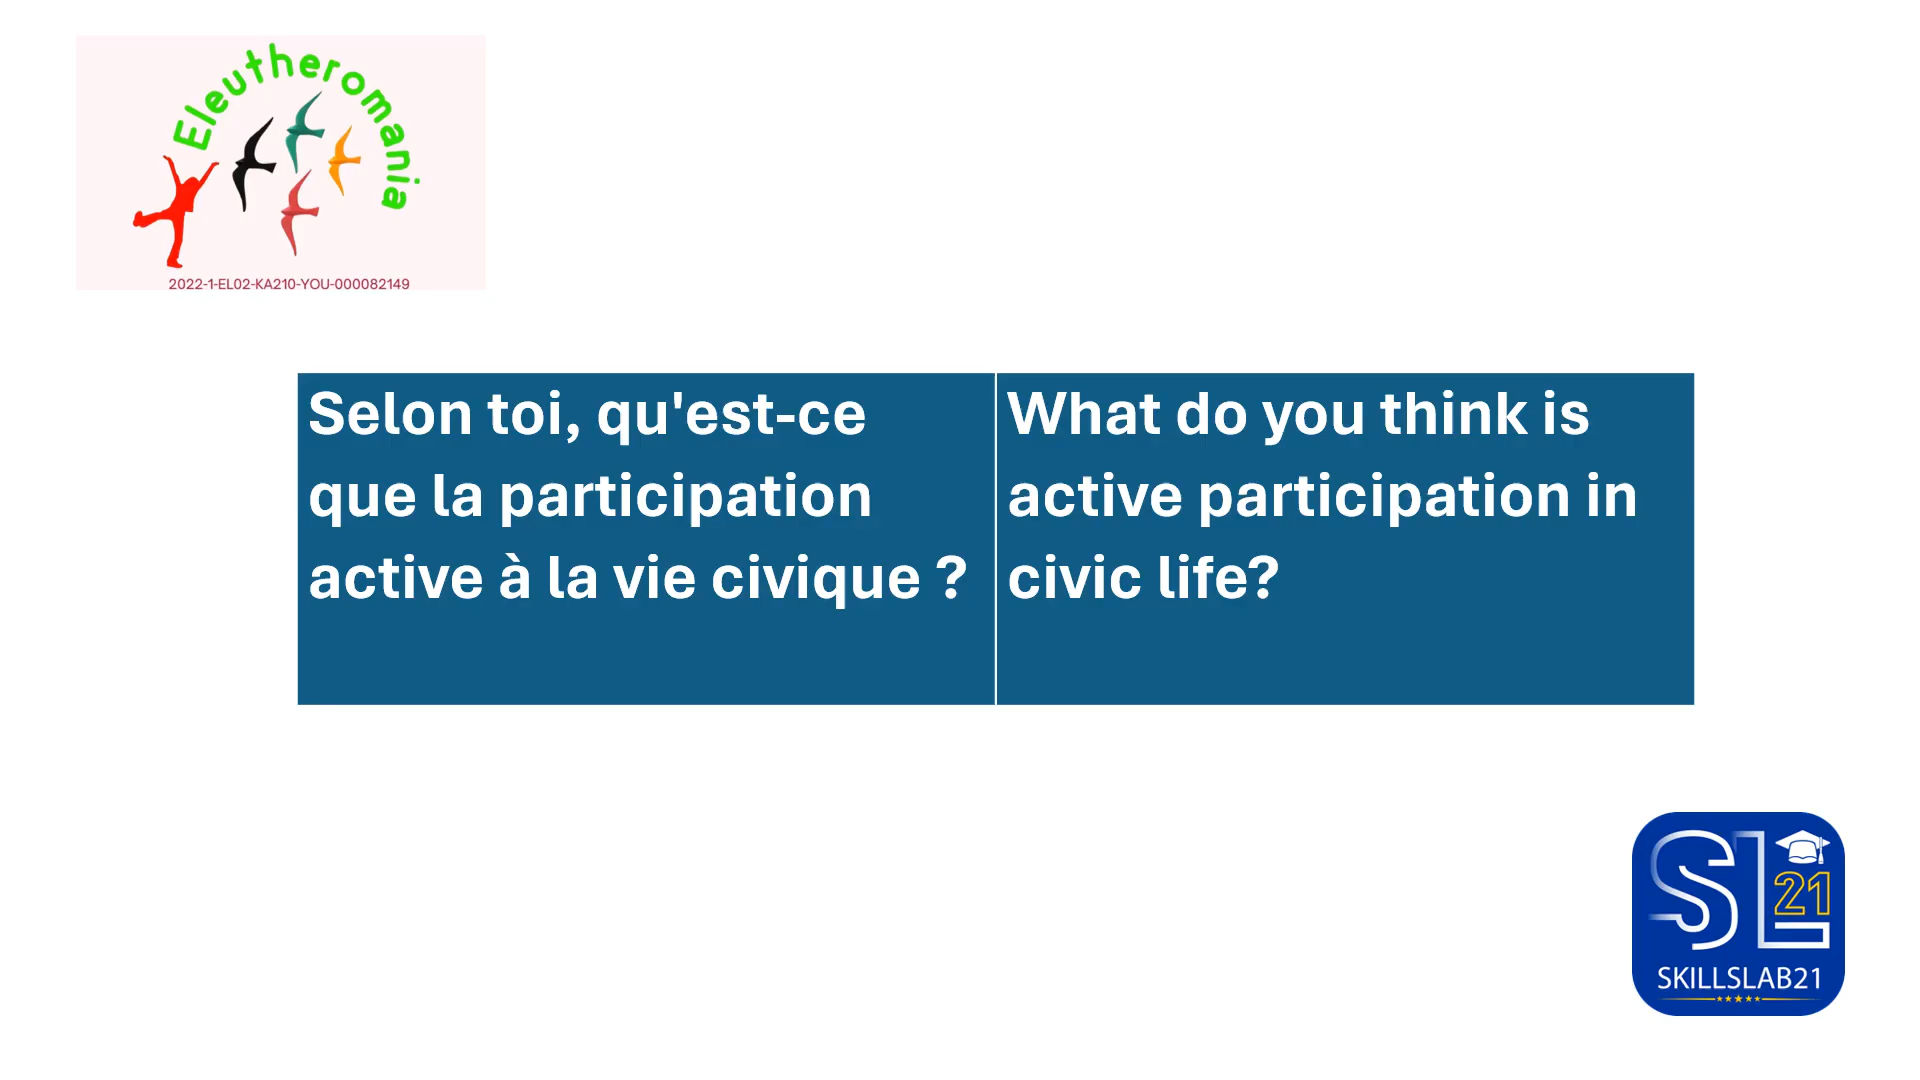 Eleutheromania
2022-1-EL02-KA210-YOU-000082149
Selon toi, qu'est-ce
que la participation
active à la vie civique ?
What do you think is
active participation in
civic life?
SL
21
SKILLSLAB21